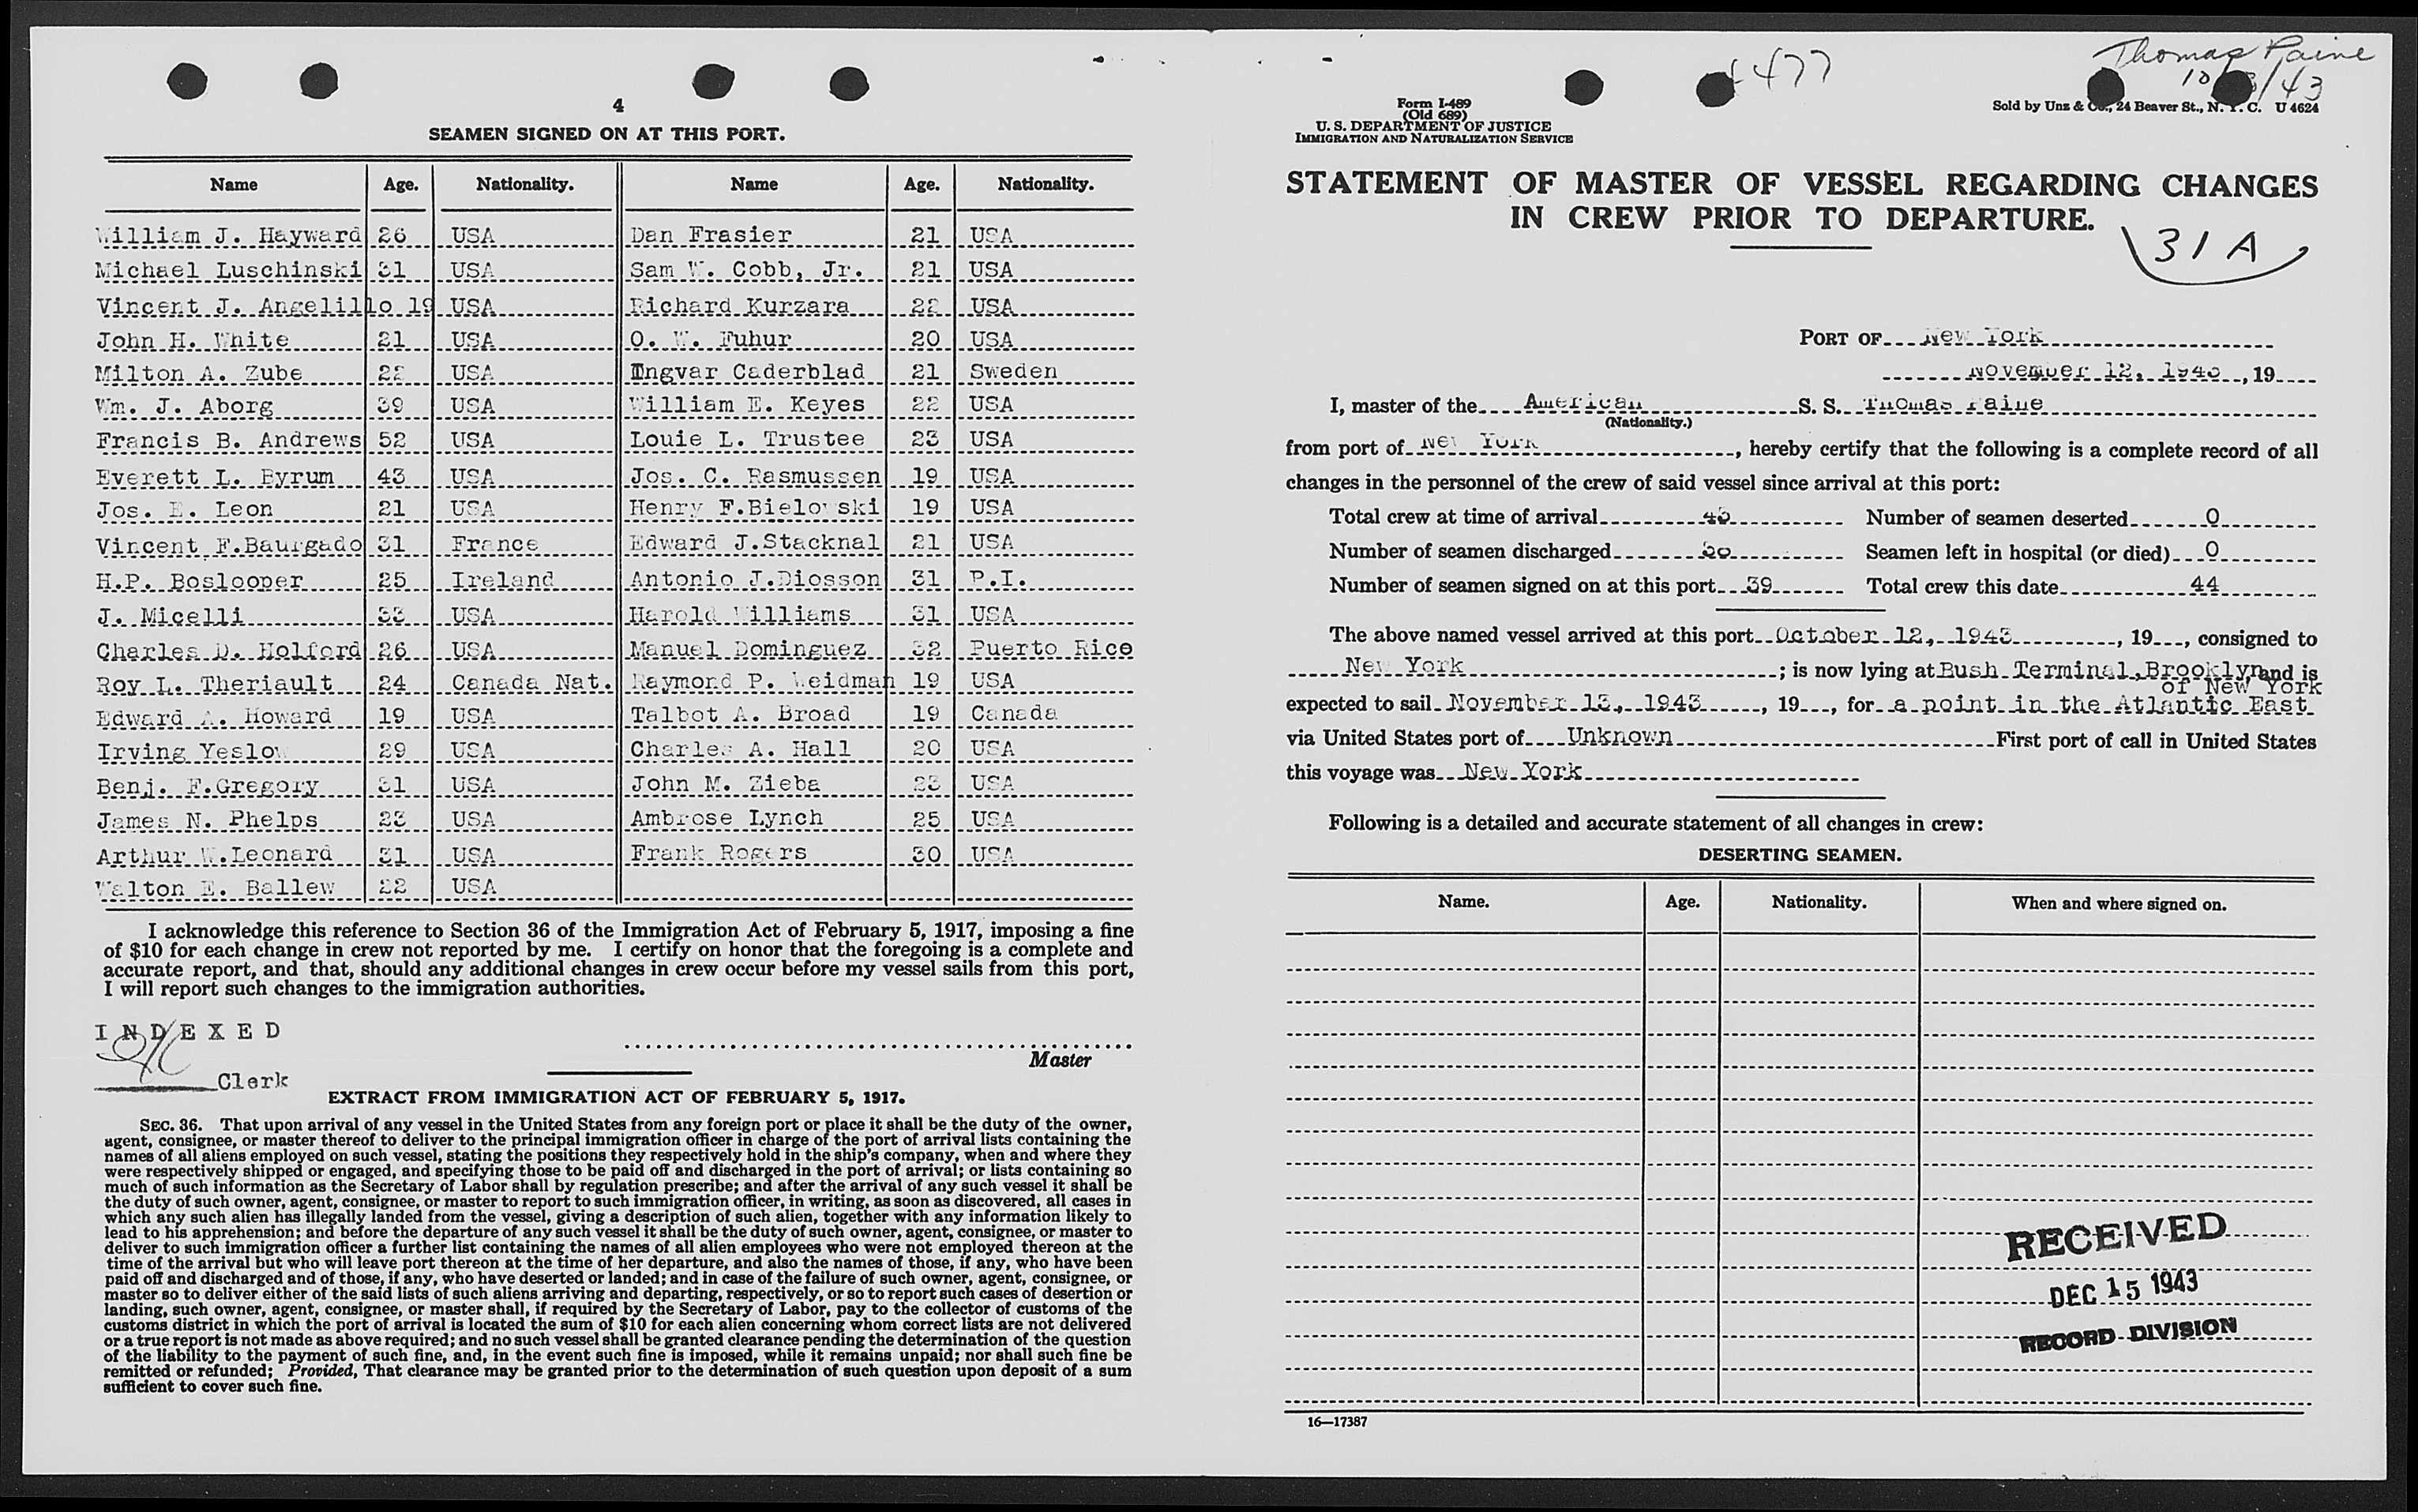 4
SEAMEN SIGNED ON AT THIS PORT.
Name Age. Nationality. Name Age. Nationality.
William J. Hayward 26 USA Dan Frasier 21 USA
Michael Luschinski 31 USA Sam W. Cobb, Jr. 21 USA
Vincent J. Angelillo 19 USA Richard Kurzara 22 USA
John H. White 21 USA O. W. Fuhur 20 USA
Milton A. Zube 22 USA Ingvar Caderblad 21 Sweden
Wm. J. Aborg 39 USA William E. Keyes 22 USA
Francis B. Andrews 52 USA Louie L. Trustee 23 USA
Everett L. Byrum 43 USA Jos. C. Rasmussen 19 USA
Jos. E. Leon 21 USA Henry F.Bielowski 19 USA
Vincent F.Baurgado 31 France Edward J.Stacknal 21 USA
H.P. Boslooper 25 Ireland Antonio J.Diosson 31 P.I.
J. Micelli 33 USA Harold Williams 31 USA
Charles D. Holford 26 USA Manuel Dominguez 32 Puerto Rico
Roy L. Theriault 24 Canada Nat. Raymond P. Weidman 19 USA
Edward A. Howard 19 USA Talbot A. Broad 19 Canada
Irving Yeslow 29 USA Charles A. Hall 20 USA
Benj. F.Gregory 31 USA John M. Zieba 23 USA
James N. Phelps 23 USA Ambrose Lynch 25 USA
Arthur W.Leonard 31 USA Frank Rogers 30 USA
Walton E. Ballew 22 USA
I acknowledge this reference to Section 36 of the Immigration Act of February 5, 1917, imposing a fine
of $10 for each change in crew not reported by me. I certify on honor that the foregoing is a complete and
accurate report, and that, should any additional changes in crew occur before my vessel sails from this port,
I will report such changes to the immigration authorities.
INDEXED
Master
Clerk
EXTRACT FROM IMMIGRATION ACT OF FEBRUARY 5, 1917.
SEC. 36. That upon arrival of any vessel in the United States from any foreign port or place it shall be the duty of the owner,
agent, consignee, or master thereof to deliver to the principal immigration officer in charge of the port of arrival lists containing the
names of all aliens employed on such vessel, stating the positions they respectively hold in the ship's company, when and where they
were respectively shipped or engaged, and specifying those to be paid off and discharged in the port of arrival; or lists containing so
much of such information as the Secretary of Labor shall by regulation prescribe; and after the arrival of any such vessel it shall be
the duty of such owner, agent, consignee, or master to report to such immigration officer, in writing, as soon as discovered, all cases in
which any such alien has illegally landed from the vessel, giving a description of such alien, together with any information likely to
lead to his apprehension; and before the departure of any such vessel it shall be the duty of such owner, agent, consignee, or master to
deliver to such immigration officer a further list containing the names of all alien employees who were not employed thereon at the
time of the arrival but who will leave port thereon at the time of her departure, and also the names of those, if any, who have been
paid off and discharged and of those, if any, who have deserted or landed; and in case of the failure of such owner, agent, consignee, or
master so to deliver either of the said lists of such aliens arriving and departing, respectively, or so to report such cases of desertion or
landing, such owner, agent, consignee, or master shall, if required by the Secretary of Labor, pay to the collector of customs of the
customs district in which the port of arrival is located the sum of $10 for each alien concerning whom correct lists are not delivered
or a true report is not made as above required; and no such vessel shall be granted clearance pending the determination of the question
of the liability to the payment of such fine, and, in the event such fine is imposed, while it remains unpaid; nor shall such fine be
remitted or refunded; Provided, That clearance may be granted prior to the determination of such question upon deposit of a sum
sufficient to cover such fine.
477
Thomas Paine
10/ /43
Form I-489
(Old 689)
U. S. DEPARTMENT OF JUSTICE
IMMIGRATION AND NATURALIZATION SERVICE
Sold by Unz & Co., 24 Beaver St., N. Y. C. U 4624
STATEMENT OF MASTER OF VESSEL REGARDING CHANGES
IN CREW PRIOR TO DEPARTURE.
31A
PORT OF New York
November 12, 1943, 19
I, master of the American S. S. Thomas Paine
(Nationality.)
from port of New York, hereby certify that the following is a complete record of all
changes in the personnel of the crew of said vessel since arrival at this port:
Total crew at time of arrival Number of seamen deserted 0
Number of seamen discharged Seamen left in hospital (or died) 0
Number of seamen signed on at this port 39 Total crew this date 44
The above named vessel arrived at this port October 12, 1943, 19, consigned to
New York; is now lying at Bush Terminal, Brooklyn and is
of New York
expected to sail November 13, 1943, 19, for a point in the Atlantic East
via United States port of Unknown First port of call in United States
this voyage was New York
Following is a detailed and accurate statement of all changes in crew:
DESERTING SEAMEN.
Name. Age. Nationality. When and where signed on.
RECEIVED
DEC 15 1943
RECORD DIVISION
16—17387